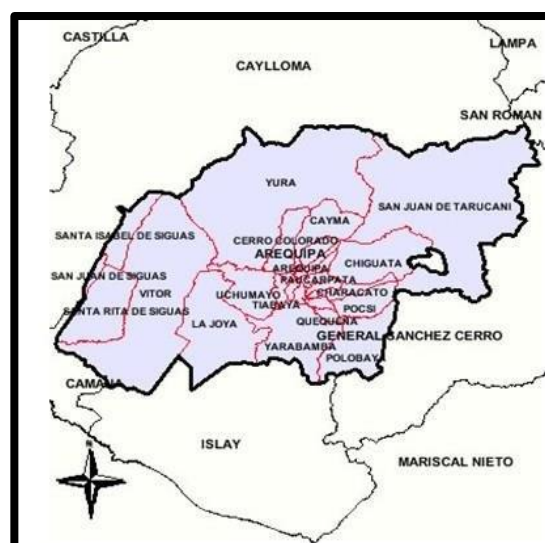 CASTILLA
LAMPA
CAYLLOMA
SAN ROMAN
YURA
SAN JUAN DE TARUCANI
CAYMA
SANTA ISABEL DE SIGUAS
CERRO COLORADO
AREQUIPA
CHIGUATA
AREQUIPA
SAN JUAN DE SIGUAS
PAUCARPATA
VITOR
UCHUMAYO
CHARACATO
TIABAYA
SANTA RITA DE SIGUAS
POCSI
LA JOYA
QUEQUEÑA
GENERAL SANCHEZ CERRO
YARABAMBA
POLOBAY
CAMANA
ISLAY
MARISCAL NIETO
N